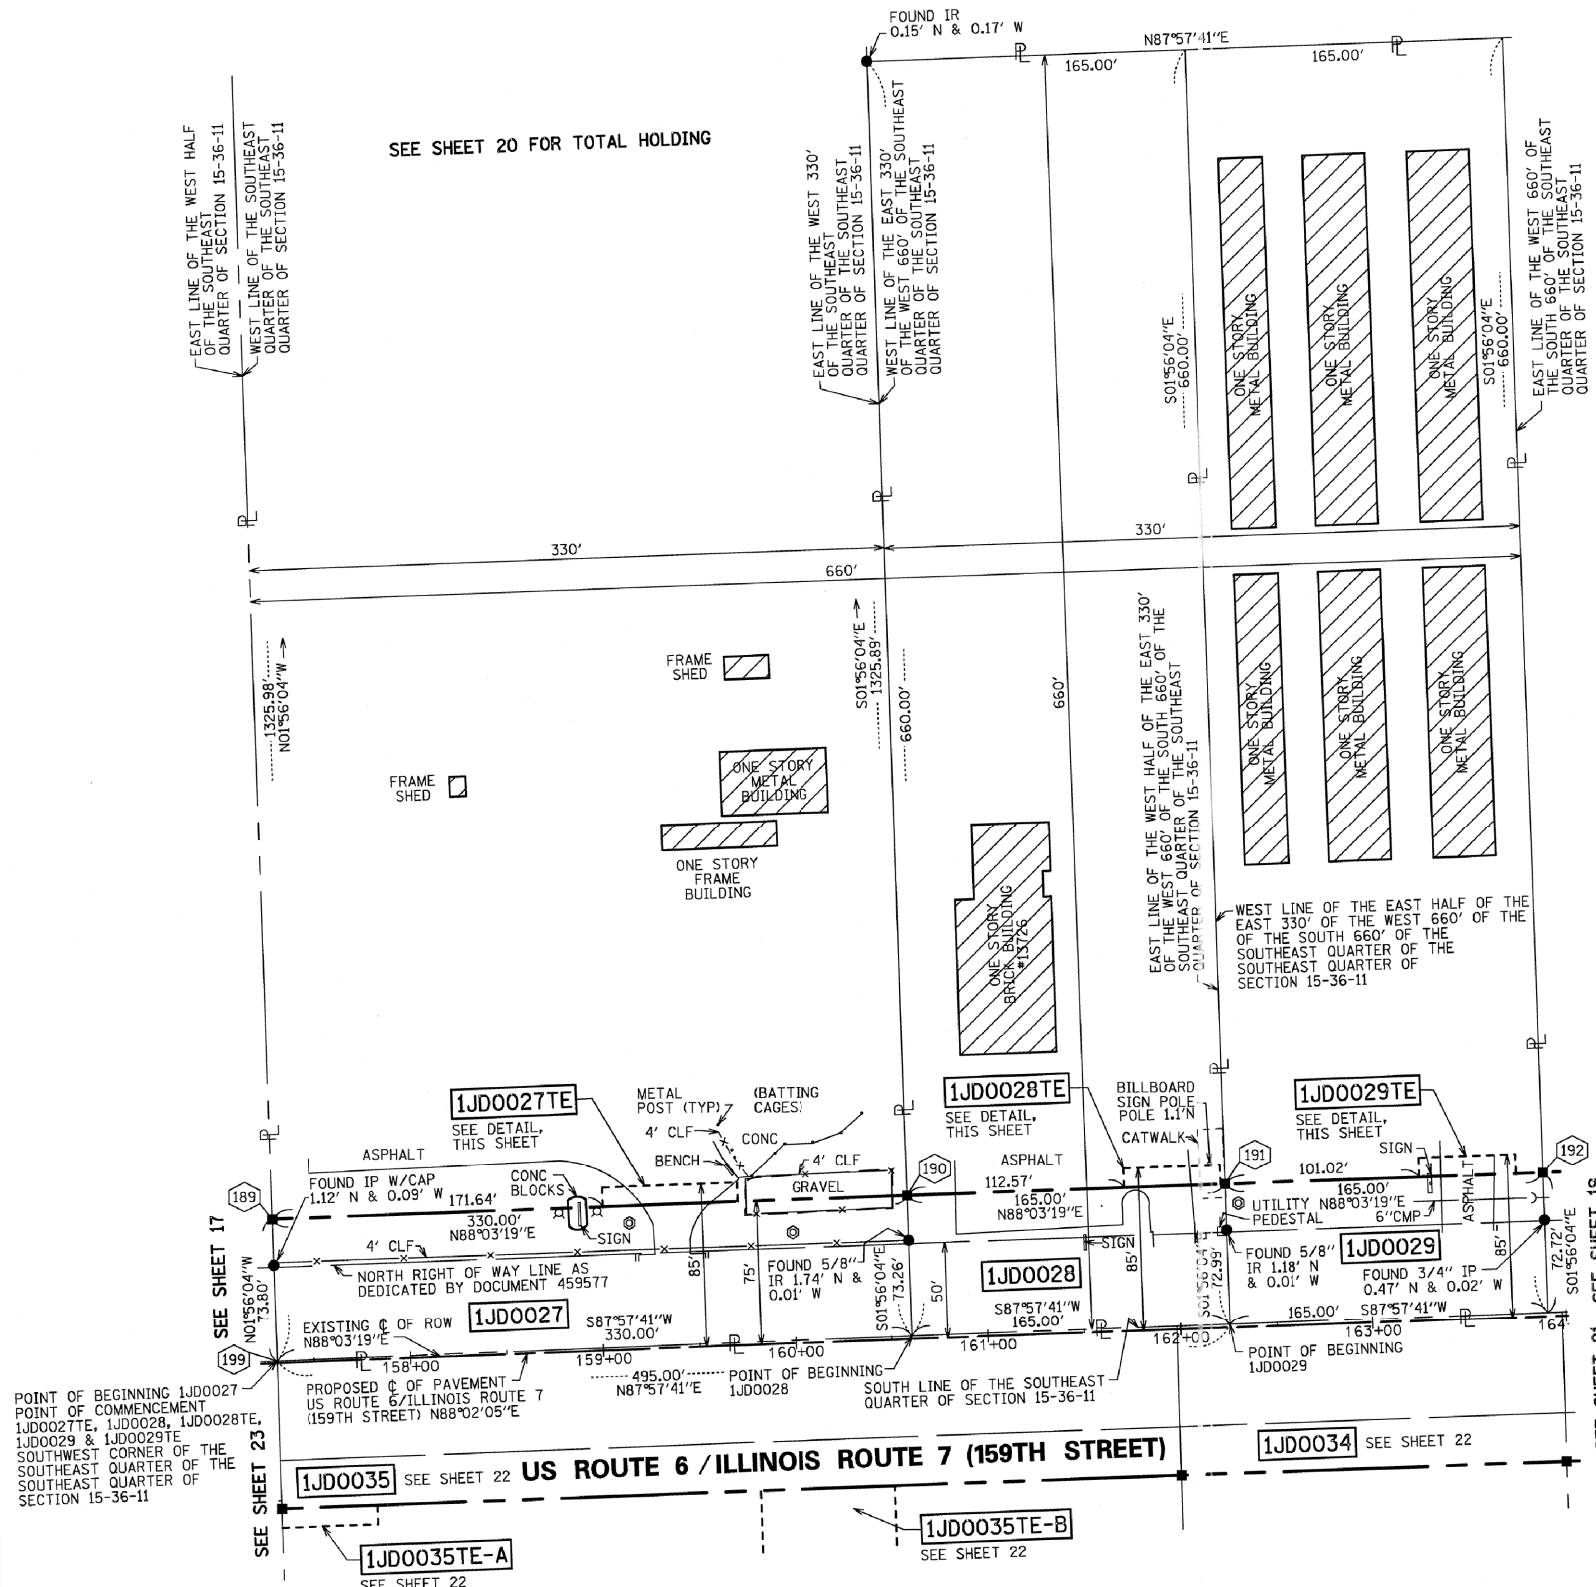 FOUND IR
0.15' N & 0.17' W
N87°57'41"E
165.00'
165.00'
SEE SHEET 20 FOR TOTAL HOLDING
EAST LINE OF THE WEST HALF
OF THE SOUTHEAST
QUARTER OF SECTION 15-36-11
WEST LINE OF THE SOUTHEAST
QUARTER OF THE SOUTHEAST
QUARTER OF SECTION 15-36-11
EAST LINE OF THE WEST 330'
OF THE SOUTHEAST
QUARTER OF THE SOUTHEAST
QUARTER OF SECTION 15-36-11
WEST LINE OF THE EAST 330'
OF THE WEST 660' OF THE SOUTHEAST
QUARTER OF THE SOUTHEAST
QUARTER OF SECTION 15-36-11
S01°56'04"E
660.00'
ONE STORY
METAL BUILDING
ONE STORY
METAL BUILDING
ONE STORY
METAL BUILDING
S01°56'04"E
660.00'
EAST LINE OF THE WEST 660' OF
THE SOUTH 660' OF THE SOUTHEAST
QUARTER OF THE SOUTHEAST
QUARTER OF SECTION 15-36-11
330'
330'
660'
1325.98'
N01°56'04"W
FRAME
SHED
FRAME
SHED
ONE STORY
METAL
BUILDING
ONE STORY
FRAME
BUILDING
S01°56'04"E
1325.89'
660.00'
660'
ONE STORY
BRICK BUILDING
#13726
EAST LINE OF THE WEST HALF OF THE EAST 330'
OF THE WEST 660' OF THE SOUTH 660' OF THE
SOUTHEAST QUARTER OF THE SOUTHEAST
QUARTER OF SECTION 15-36-11
ONE STORY
METAL BUILDING
ONE STORY
METAL BUILDING
ONE STORY
METAL BUILDING
WEST LINE OF THE EAST HALF OF THE
EAST 330' OF THE WEST 660' OF THE
OF THE SOUTH 660' OF THE
SOUTHEAST QUARTER OF THE
SOUTHEAST QUARTER OF
SECTION 15-36-11
1JD0027TE
SEE DETAIL,
THIS SHEET
METAL
POST (TYP)
(BATTING
CAGES)
4' CLF
CONC
BENCH
4' CLF
GRAVEL
ASPHALT
FOUND IP W/CAP
1.12' N & 0.09' W
CONC
BLOCKS
171.64'
330.00'
N88°03'19"E
SIGN
189
4' CLF
NORTH RIGHT OF WAY LINE AS
DEDICATED BY DOCUMENT 459577
1JD0027
85'
75'
FOUND 5/8"
IR 1.74' N &
0.01' W
S01°56'04"E
73.26'
50'
190
1JD0028TE
SEE DETAIL,
THIS SHEET
BILLBOARD
SIGN POLE
POLE 1.1'N
CATWALK
ASPHALT
112.57'
165.00'
N88°03'19"E
SIGN
85'
1JD0028
S87°57'41"W
165.00'
191
1JD0029TE
SEE DETAIL,
THIS SHEET
SIGN
101.02'
165.00'
N88°03'19"E
UTILITY
PEDESTAL
6"CMP
ASPHALT
85'
192
S01°56'04"E
72.99'
FOUND 5/8"
IR 1.18' N
& 0.01' W
1JD0029
FOUND 3/4" IP
0.47' N & 0.02' W
72.72'
S01°56'04"E
165.00'
S87°57'41"W
SEE SHEET 17
N01°56'04"W
73.80'
199
EXISTING ℄ OF ROW
N88°03'19"E
S87°57'41"W
330.00'
158+00
159+00
160+00
161+00
162+00
163+00
164
POINT OF BEGINNING 1JD0027
POINT OF COMMENCEMENT
1JD0027TE, 1JD0028, 1JD0028TE,
1JD0029 & 1JD0029TE
SOUTHWEST CORNER OF THE
SOUTHEAST QUARTER OF THE
SOUTHEAST QUARTER OF
SECTION 15-36-11
PROPOSED ℄ OF PAVEMENT
US ROUTE 6/ILLINOIS ROUTE 7
(159TH STREET) N88°02'05"E
495.00'
N87°57'41"E
POINT OF BEGINNING
1JD0028
SOUTH LINE OF THE SOUTHEAST
QUARTER OF SECTION 15-36-11
POINT OF BEGINNING
1JD0029
SEE SHEET 23.
1JD0035
SEE SHEET 22
US ROUTE 6 / ILLINOIS ROUTE 7 (159TH STREET)
1JD0034
SEE SHEET 22
1JD0035TE-A
SEE SHEET 22
1JD0035TE-B
SEE SHEET 22